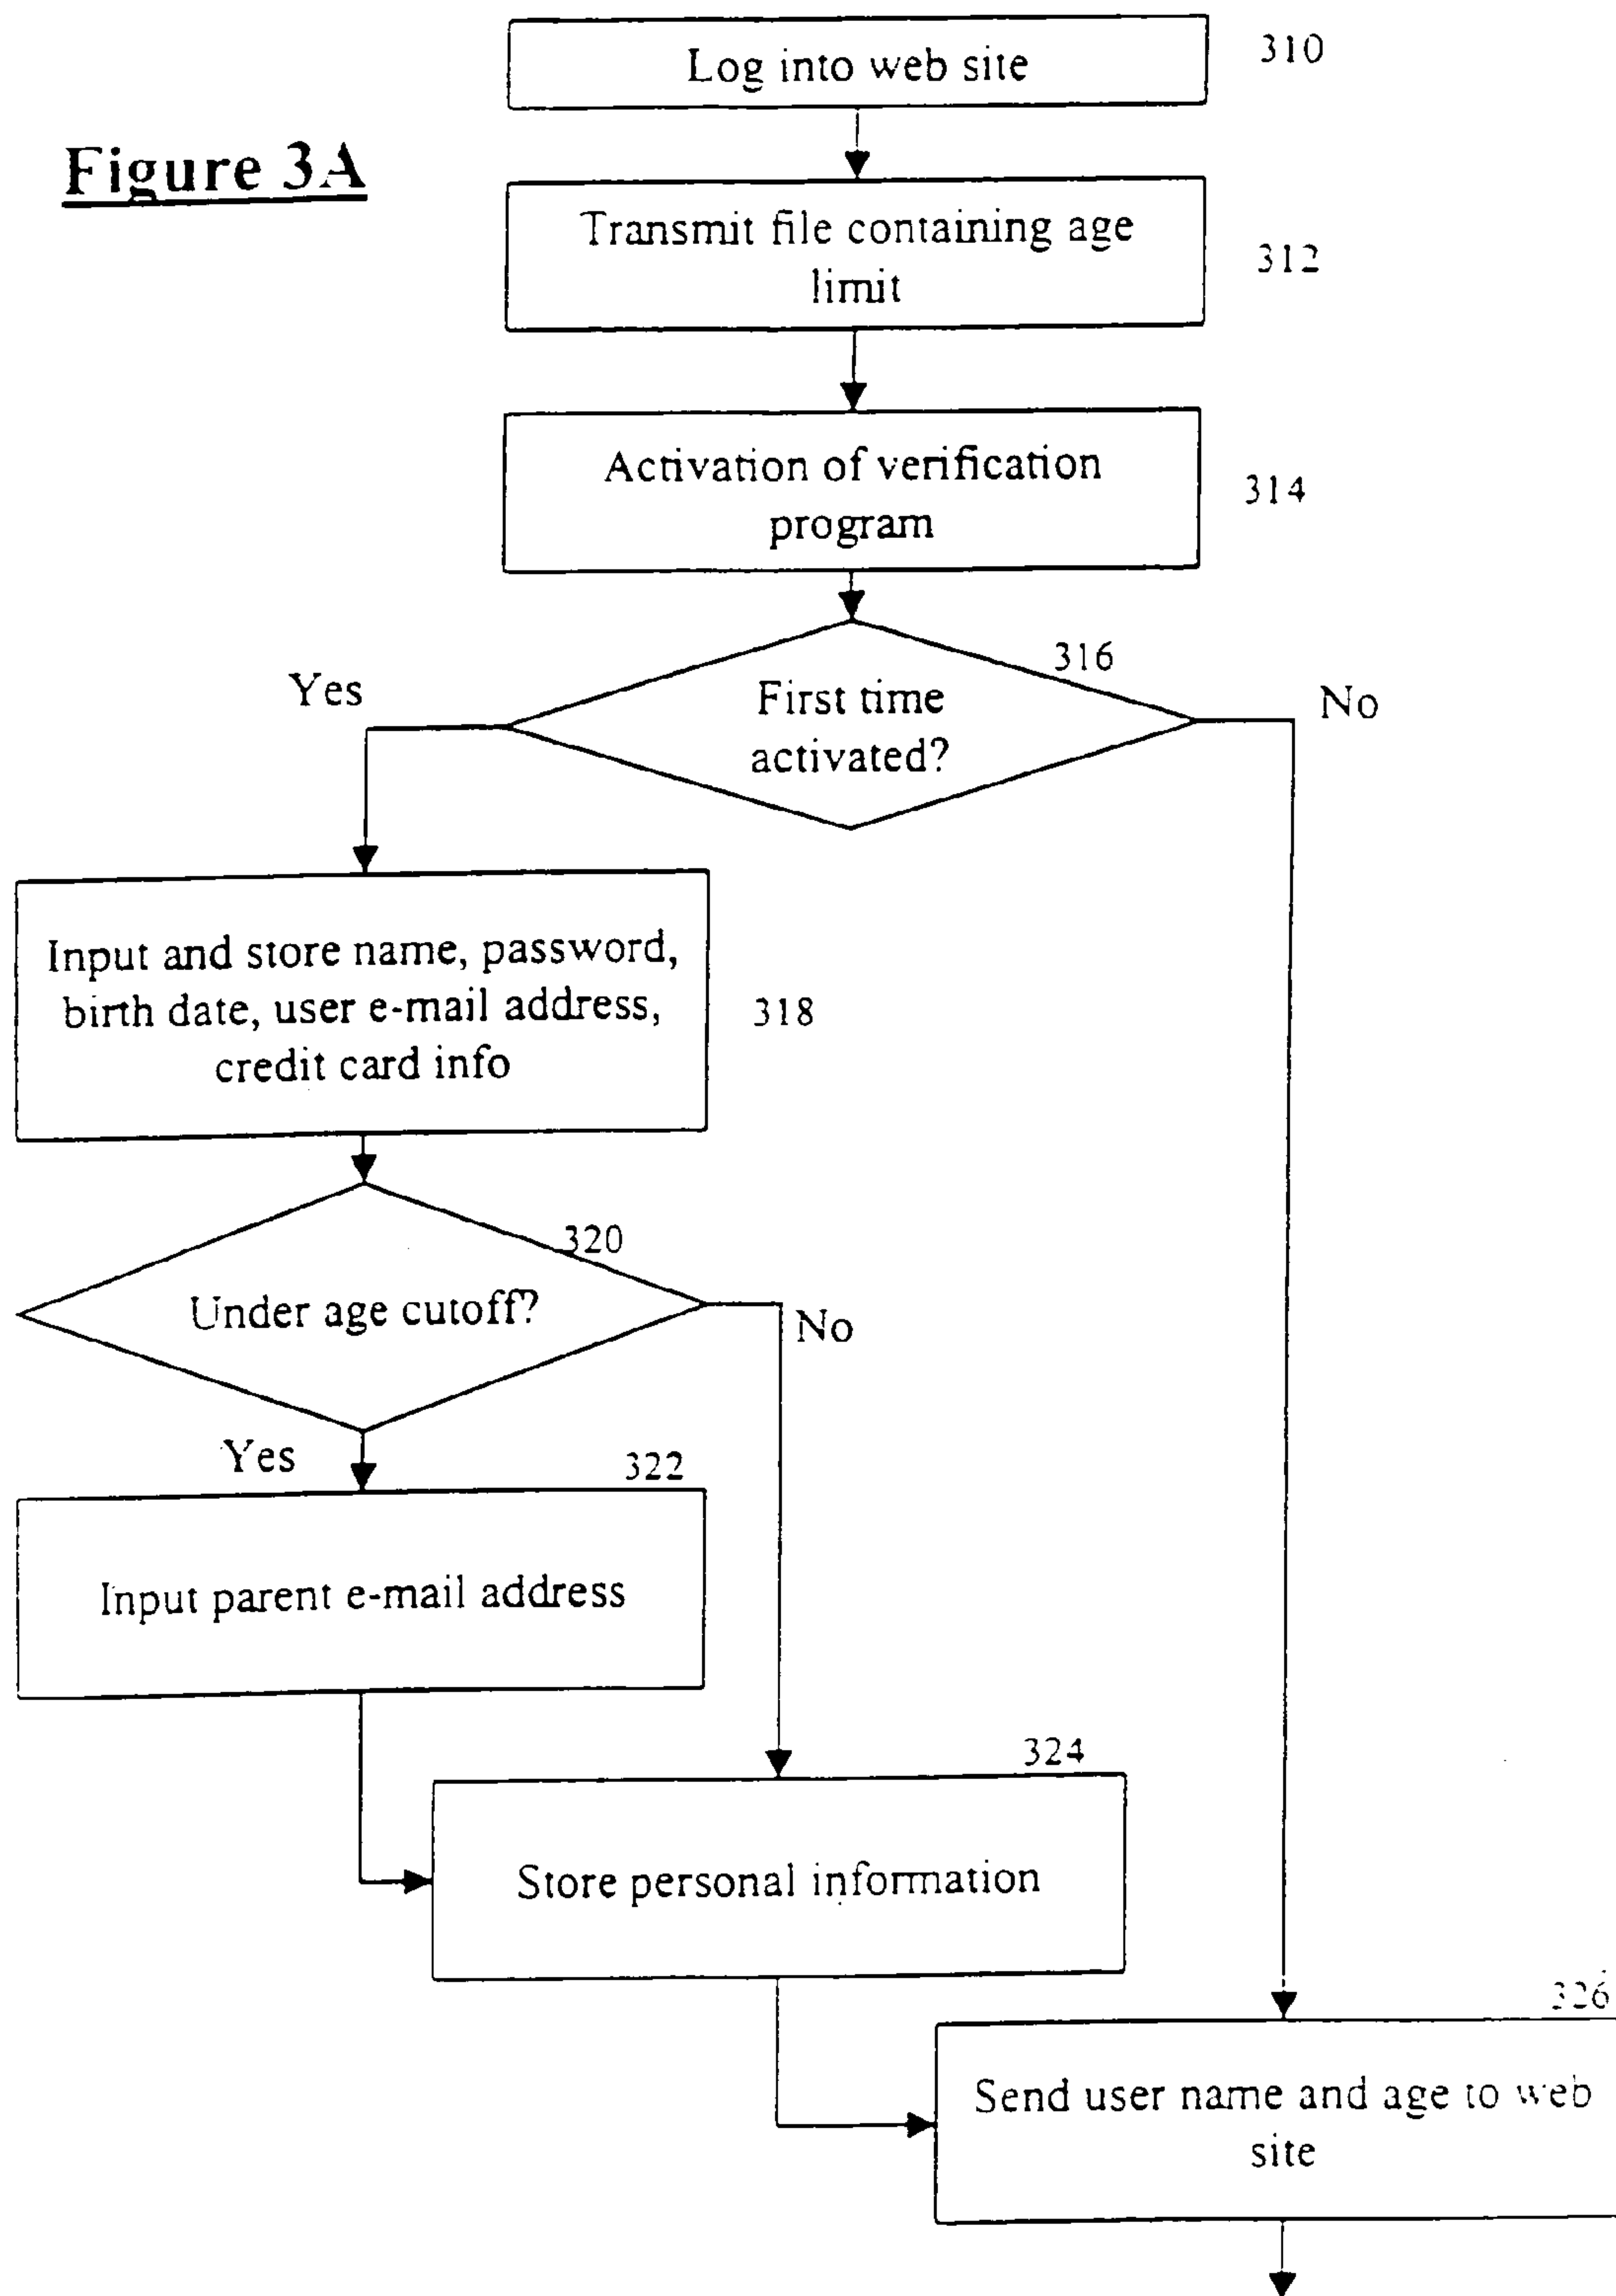 Log into web site
310
Figure 3A
Transmit file containing age
limit
312
Activation of verification
program
314
316
Yes
First time
activated?
No
Input and store name, password,
birth date, user e-mail address,
credit card info
318
320
Under age cutoff?
No
Yes
322
Input parent e-mail address
324
Store personal information
326
Send user name and age to web
site